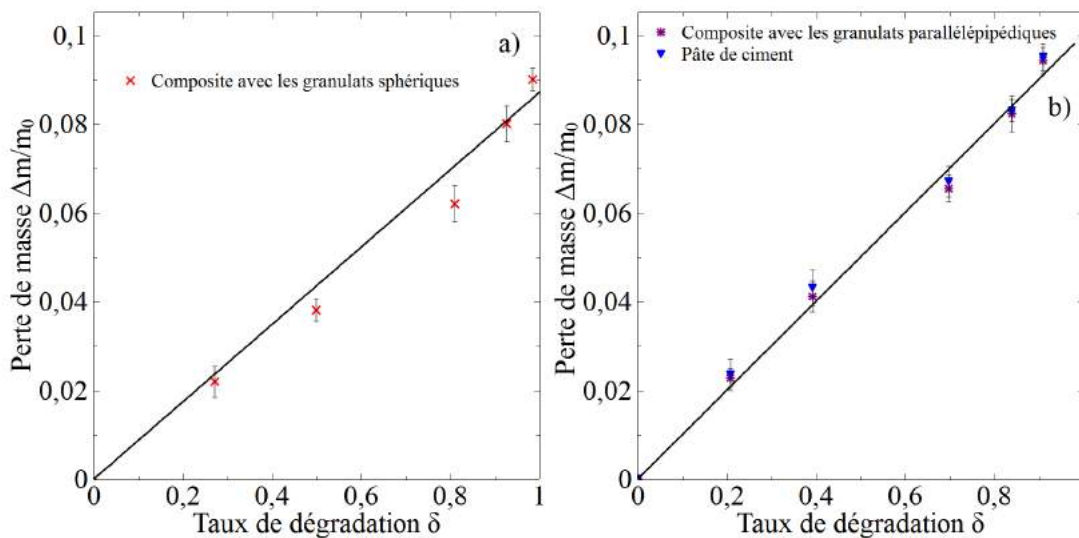 0,1
0,08
0,06
0,04
0,02
0
Perte de masse Δm/m0
a)
Composite avec les granulats sphériques
0 0,2 0,4 0,6 0,8 1
Taux de dégradation δ
0,1
0,08
0,06
0,04
0,02
0
Perte de masse Δm/m0
Composite avec les granulats parallélépipédiques
Pâte de ciment
b)
0 0,2 0,4 0,6 0,8
Taux de dégradation δ